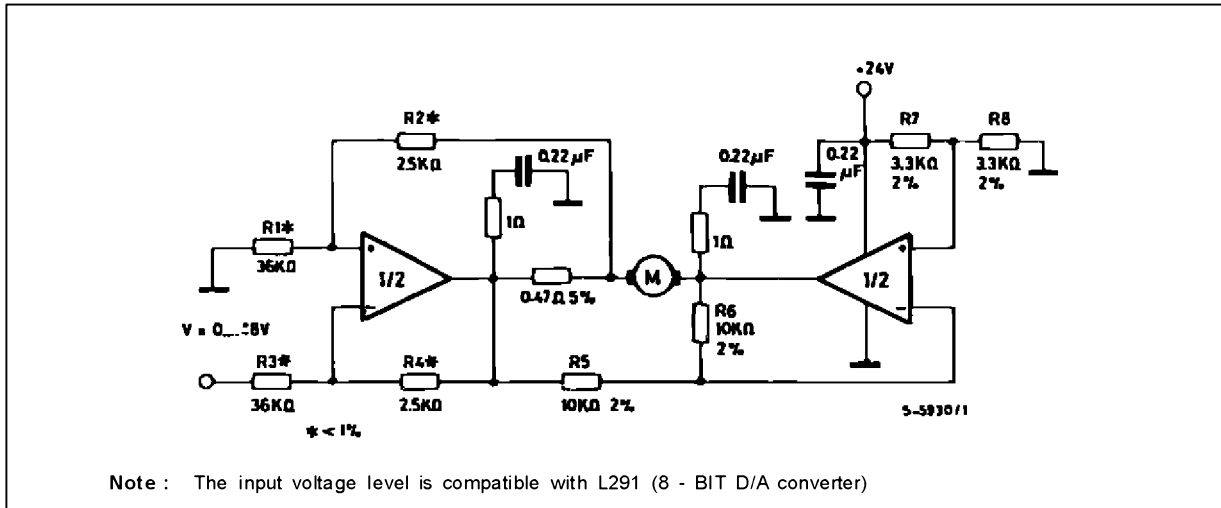 +24V
R2*
2.5KΩ
0.22µF
0.22µF
0.22
µF
R7
3.3KΩ
2%
R8
3.3KΩ
2%
1Ω
1Ω
R1*
36KΩ
+
1/2
−
0.47Ω 5%
M
+
1/2
−
R6
10KΩ
2%
R3*
36KΩ
R4*
2.5KΩ
R5
10KΩ 2%
* < 1%
S-5930/1
Note : The input voltage level is compatible with L291 (8 - BIT D/A converter)